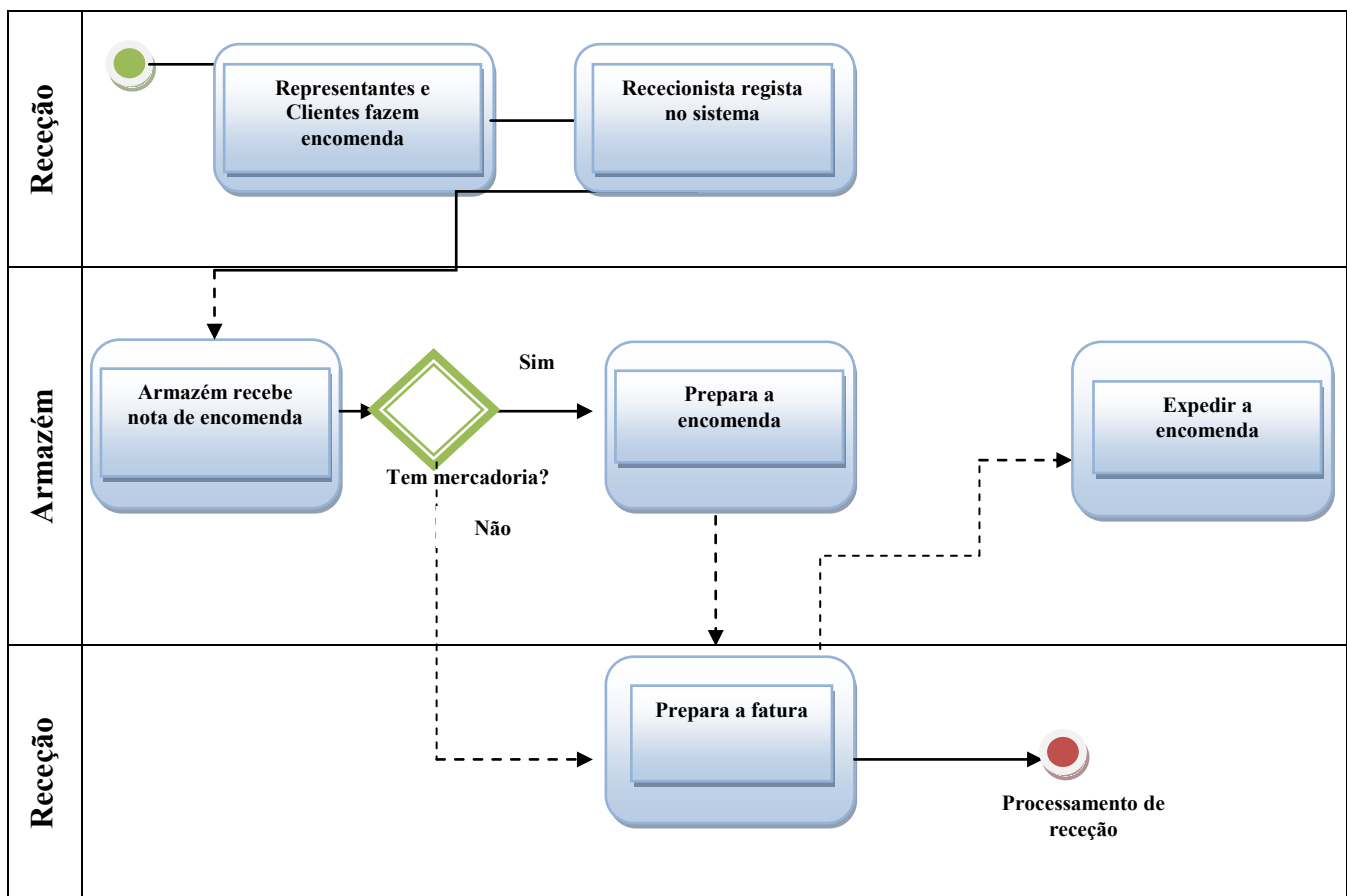 Receção
Representantes e
Clientes fazem
encomenda
Rececionista regista
no sistema
Armazém
Armazém recebe
nota de encomenda
Sim
Tem mercadoria?
Não
Prepara a
encomenda
Expedir a
encomenda
Receção
Prepara a fatura
Processamento de
receção